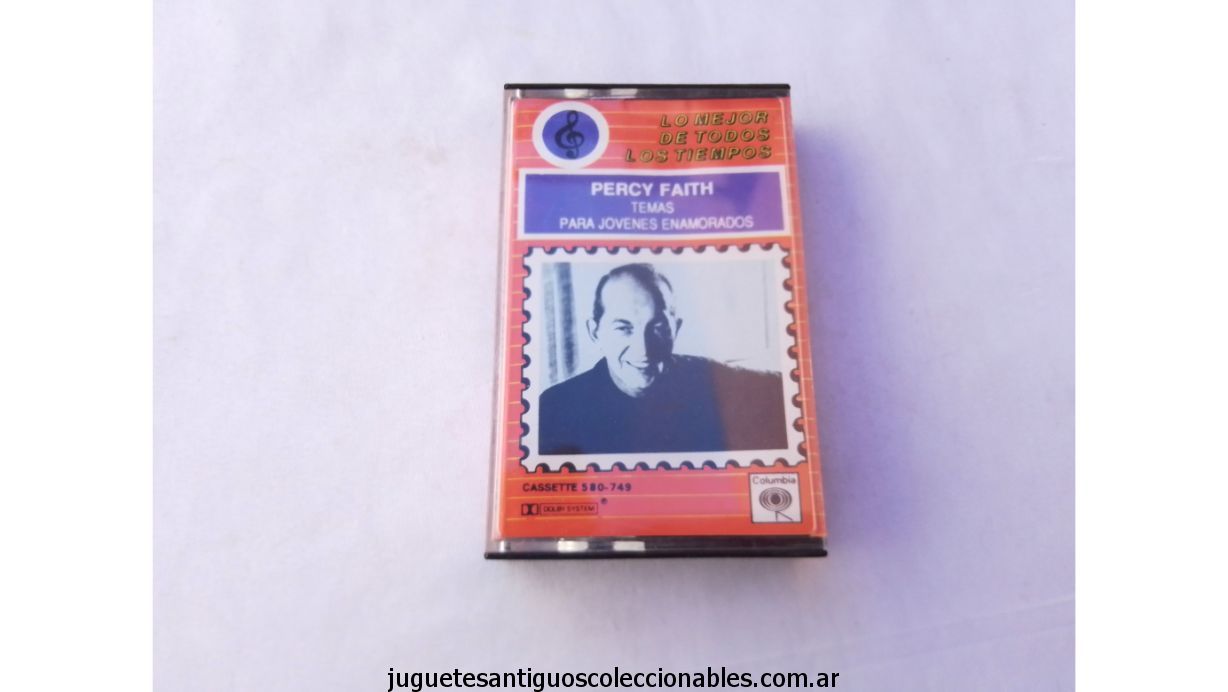 LO MEJOR
DE TODOS
LOS TIEMPOS
PERCY FAITH
TEMAS
PARA JOVENES ENAMORADOS
CASSETTE 580-749
DOLBY SYSTEM ®
Columbia
juguetesantiguoscoleccionables.com.ar